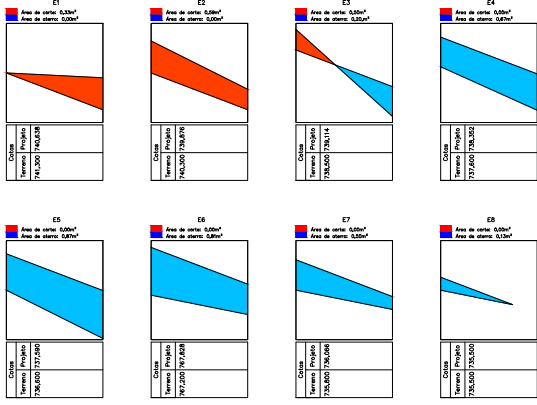 E1
Área de corte: 0,33m²
Área de aterro: 0,00m²
Cotas
Terreno Projeto
741,300 740,638
E2
Área de corte: 0,59m²
Área de aterro: 0,00m²
Cotas
Terreno Projeto
740,300 739,876
E3
Área de corte: 0,50m²
Área de aterro: 0,20,m²
Cotas
Terreno Projeto
738,500 739,114
E4
Área de corte: 0,00m²
Área de aterro: 0,67m²
Cotas
Terreno Projeto
737,600 738,352
E5
Área de corte: 0,00m²
Área de aterro: 0,87m²
Cotas
Terreno Projeto
736,600 737,590
E6
Área de corte: 0,00m²
Área de aterro: 0,81m²
Cotas
Terreno Projeto
767,200 767,828
E7
Área de corte: 0,00m²
Área de aterro: 0,50m²
Cotas
Terreno Projeto
735,800 736,066
E8
Área de corte: 0,00m²
Área de aterro: 0,13m²
Cotas
Terreno Projeto
735,500 735,500